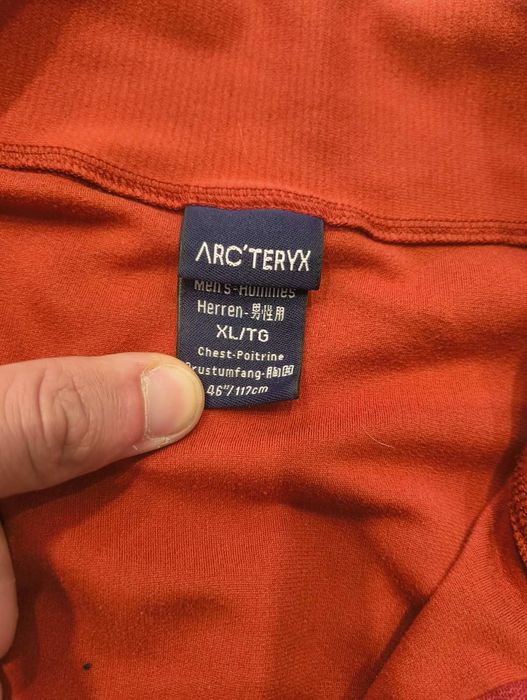 ARC'TERYX
Men's-Hommes
Herren-男性用
XL/TG
Chest-Poitrine
Brustumfang-胸囲
46"/117cm